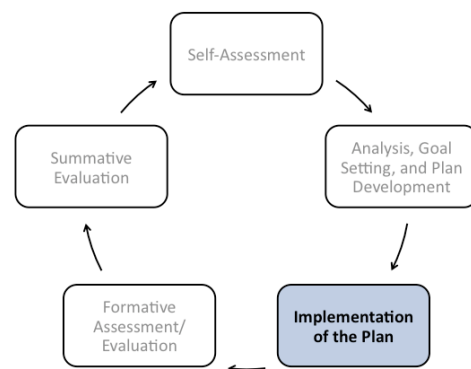 Self-Assessment
Analysis, Goal
Setting, and Plan
Development
Implementation
of the Plan
Formative
Assessment/
Evaluation
Summative
Evaluation